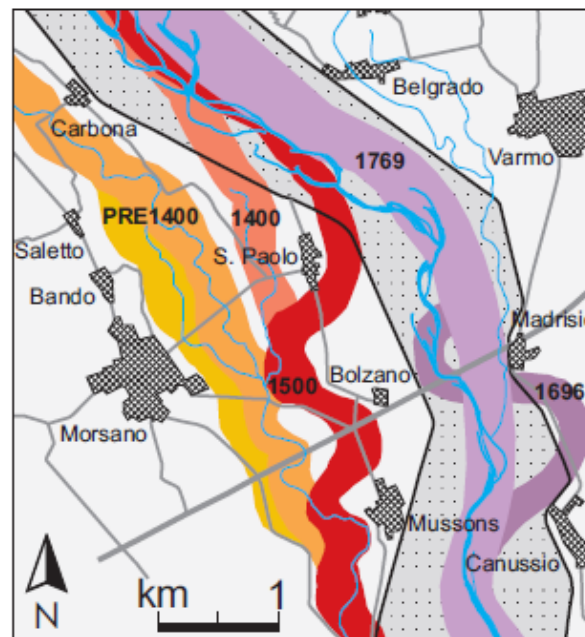 Belgrado
Carbona
Varmo
1769
PRE1400
1400
Saletto
S. Paolo
Bando
Madrisio
1500
Bolzano
1696
Morsano
Mussons
Canussio
km
1
N